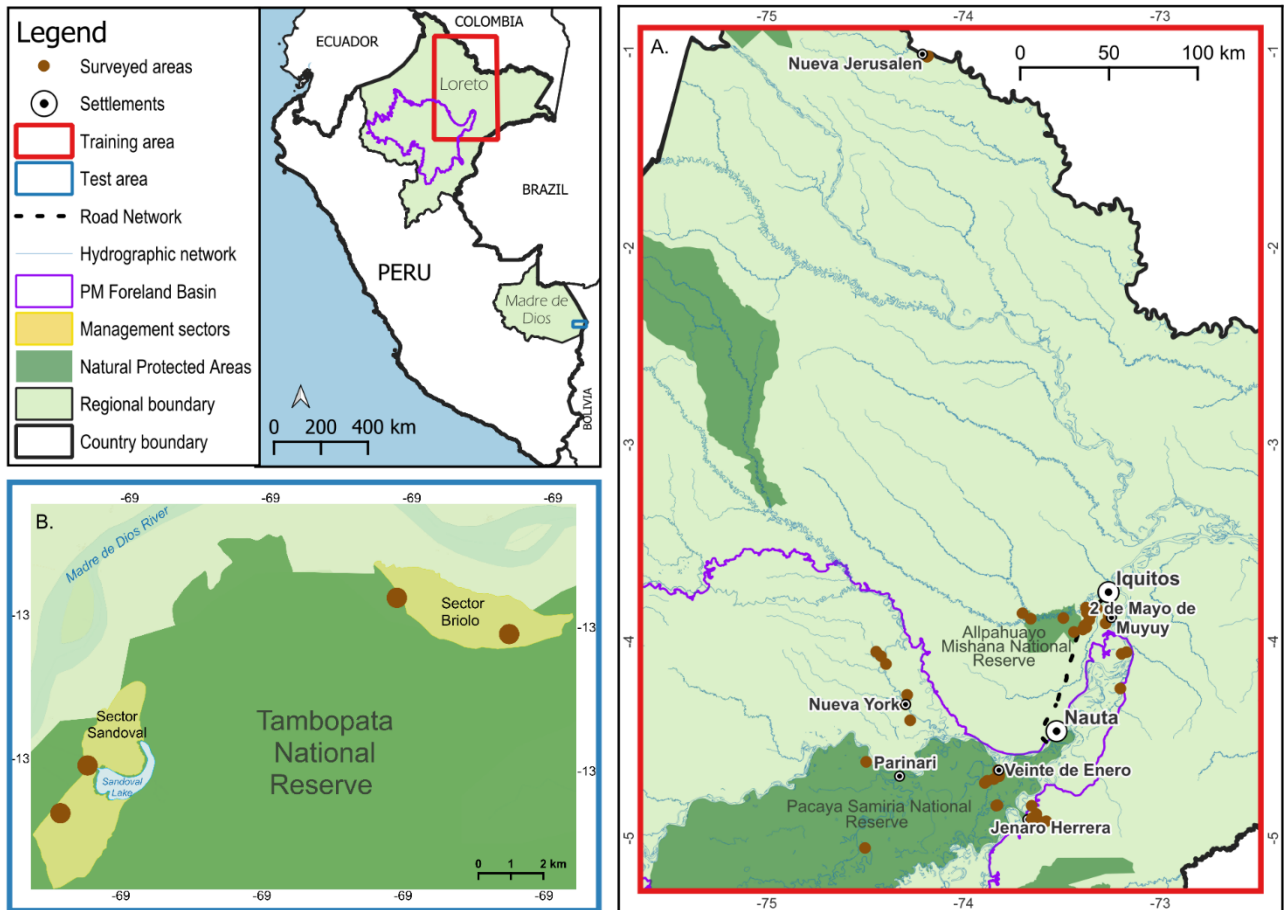 Legend
Surveyed areas
Settlements
Training area
Test area
Road Network
Hydrographic network
PM Foreland Basin
Management sectors
Natural Protected Areas
Regional boundary
Country boundary
COLOMBIA
ECUADOR
Loreto
BRAZIL
PERU
Madre de
Dios
BOLIVIA
0 200 400 km
-69 -69
B.
Madre de Dios River
-13
-13
Sector
Briolo
Sector
Sandoval
Tambopata
National
Reserve
-13
-13
Sandoval
Lake
0 1 2 km
-69 -69 -69
-75 -74 -73
A.
0 50 100 km
-1
-1
Nueva Jerusalen
-2
-2
-3
-3
Iquitos
2 de Mayo de
Muyuy
Allpahuayo
Mishana National
Reserve
-4
-4
Nueva York
Nauta
Parinari
Veinte de Enero
Pacaya Samiria National
Reserve
Jenaro Herrera
-5
-5
-75 -74 -73